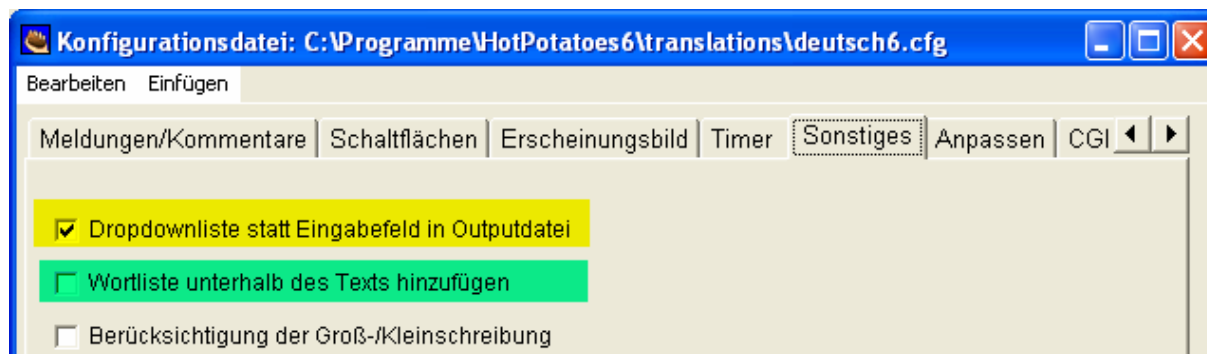 Konfigurationsdatei: C:\Programme\HotPotatoes6\translations\deutsch6.cfg
Bearbeiten Einfügen
Meldungen/Kommentare Schaltflächen Erscheinungsbild Timer Sonstiges Anpassen CGI
Dropdownliste statt Eingabefeld in Outputdatei
Wortliste unterhalb des Texts hinzufügen
Berücksichtigung der Groß-/Kleinschreibung